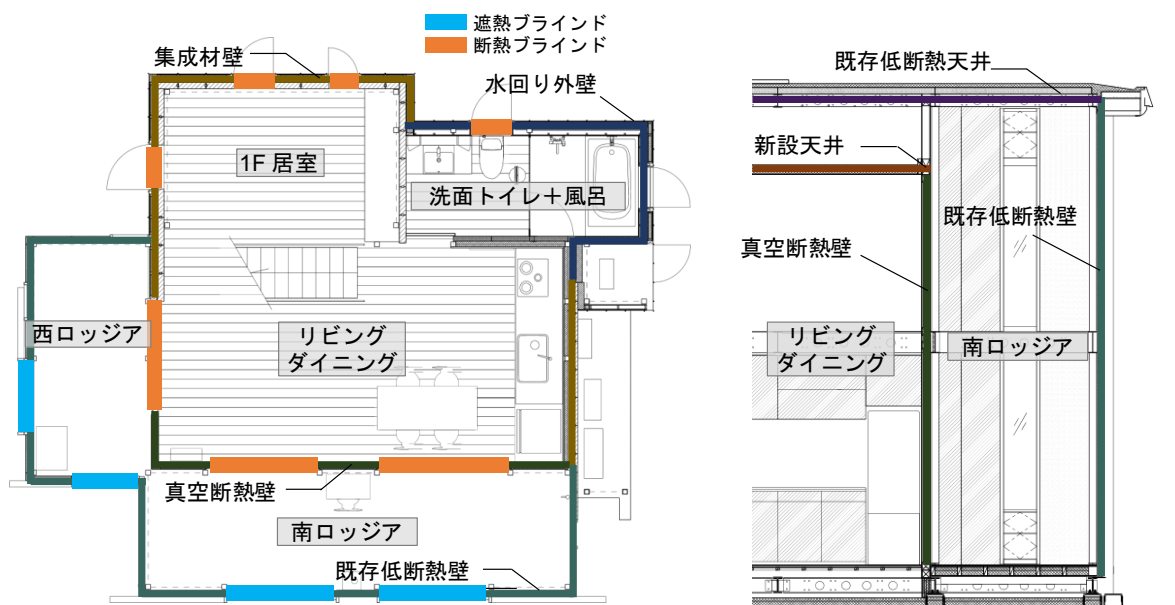 遮熱ブラインド
断熱ブラインド
集成材壁
水回り外壁
1F 居室
洗面トイレ＋風呂
西ロッジア
リビング
ダイニング
真空断熱壁
南ロッジア
既存低断熱壁
既存低断熱天井
新設天井
既存低断熱壁
真空断熱壁
リビング
ダイニング
南ロッジア